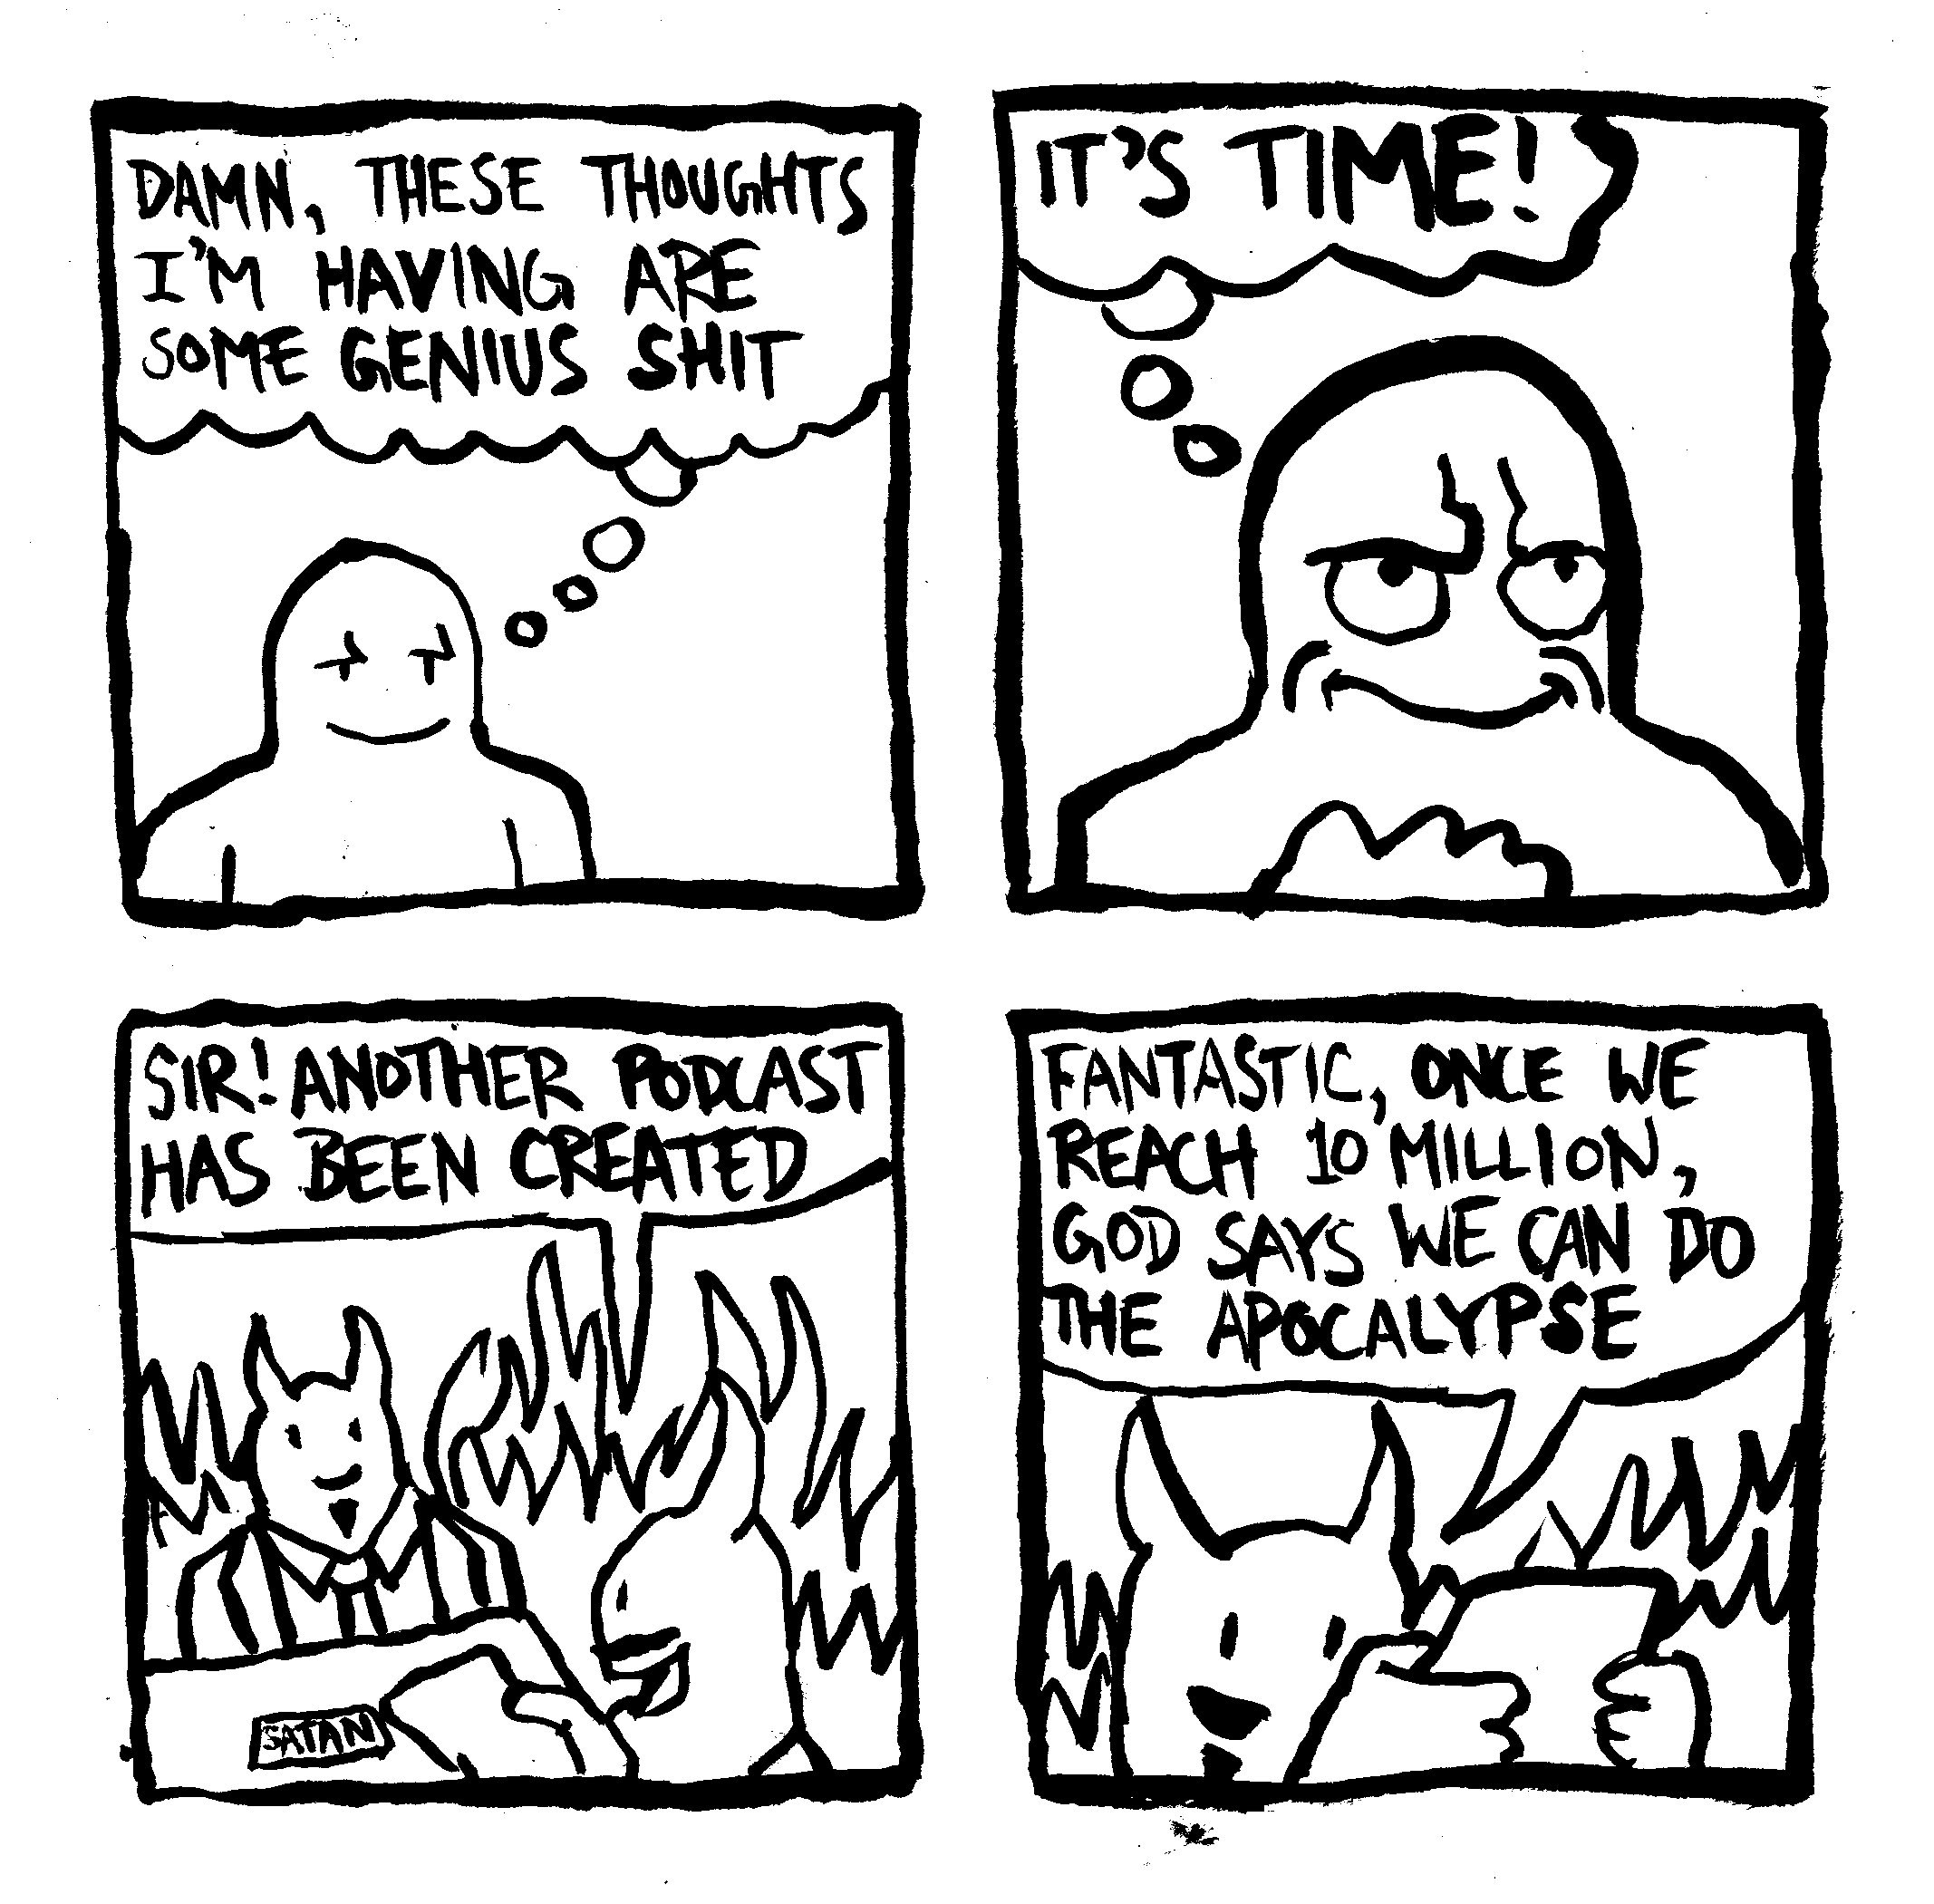 DAMN, THESE THOUGHTS
I'M HAVING ARE
SOME GENIUS SHIT
IT'S TIME!
SIR! ANOTHER PODCAST
HAS BEEN CREATED
SATAN
FANTASTIC, ONCE WE
REACH 10 MILLION,
GOD SAYS WE CAN DO
THE APOCALYPSE